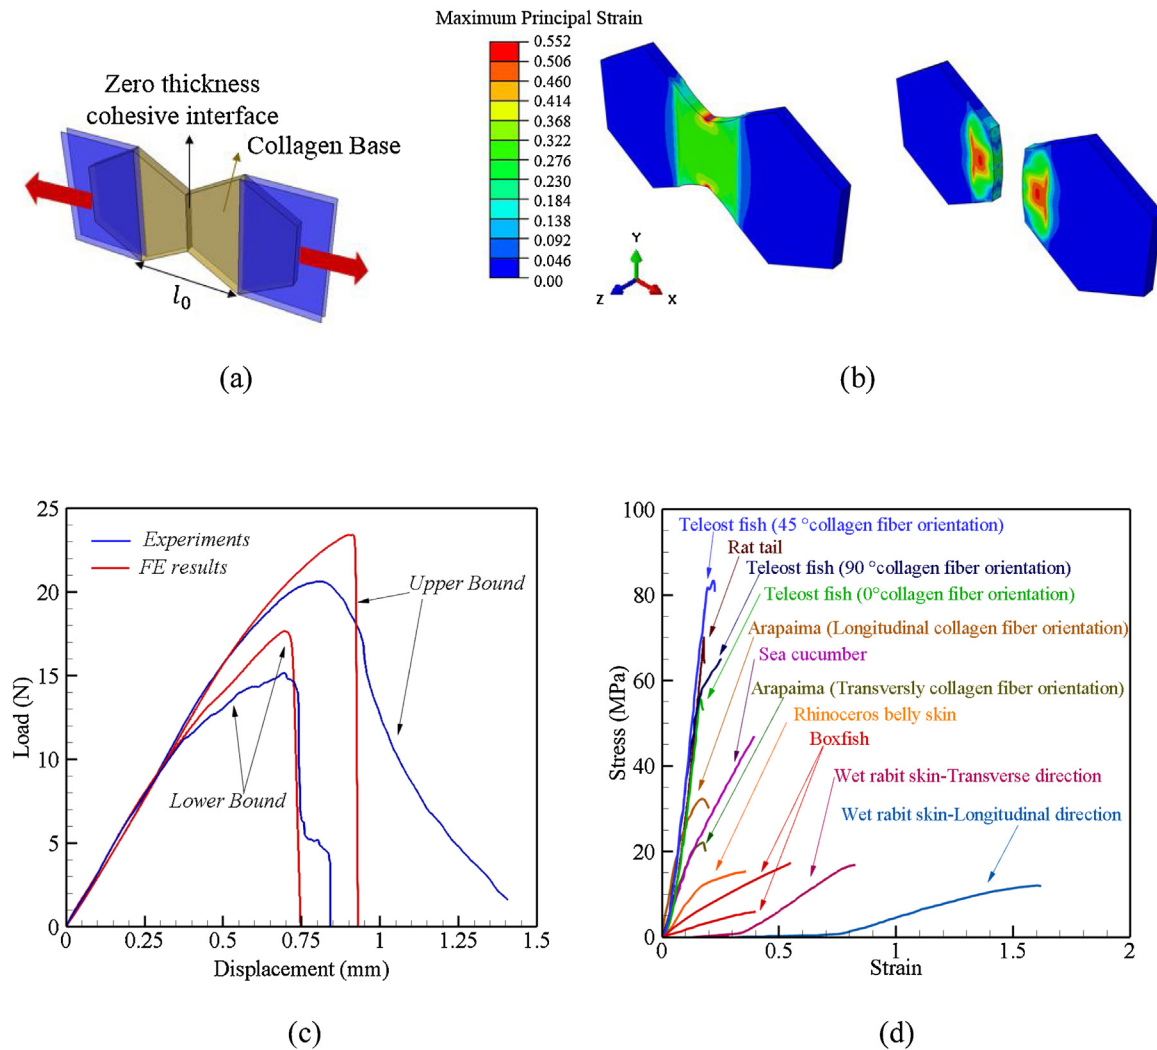 Maximum Principal Strain
0.552
0.506
0.460
0.414
0.368
0.322
0.276
0.230
0.184
0.138
0.092
0.046
0.00
Zero thickness
cohesive interface
Collagen Base
l0
Y
Z
X
(a)
(b)
25
20
15
10
5
0
Load (N)
Experiments
FE results
Upper Bound
Lower Bound
0
0.25
0.5
0.75
1
1.25
1.5
Displacement (mm)
(c)
100
80
60
40
20
0
Stress (MPa)
Teleost fish (45 °collagen fiber orientation)
Rat tail
Teleost fish (90 °collagen fiber orientation)
Teleost fish (0°collagen fiber orientation)
Arapaima (Longitudinal collagen fiber orientation)
Sea cucumber
Arapaima (Transversly collagen fiber orientation)
Rhinoceros belly skin
Boxfish
Wet rabit skin-Transverse direction
Wet rabit skin-Longitudinal direction
0
0.5
1
1.5
2
Strain
(d)